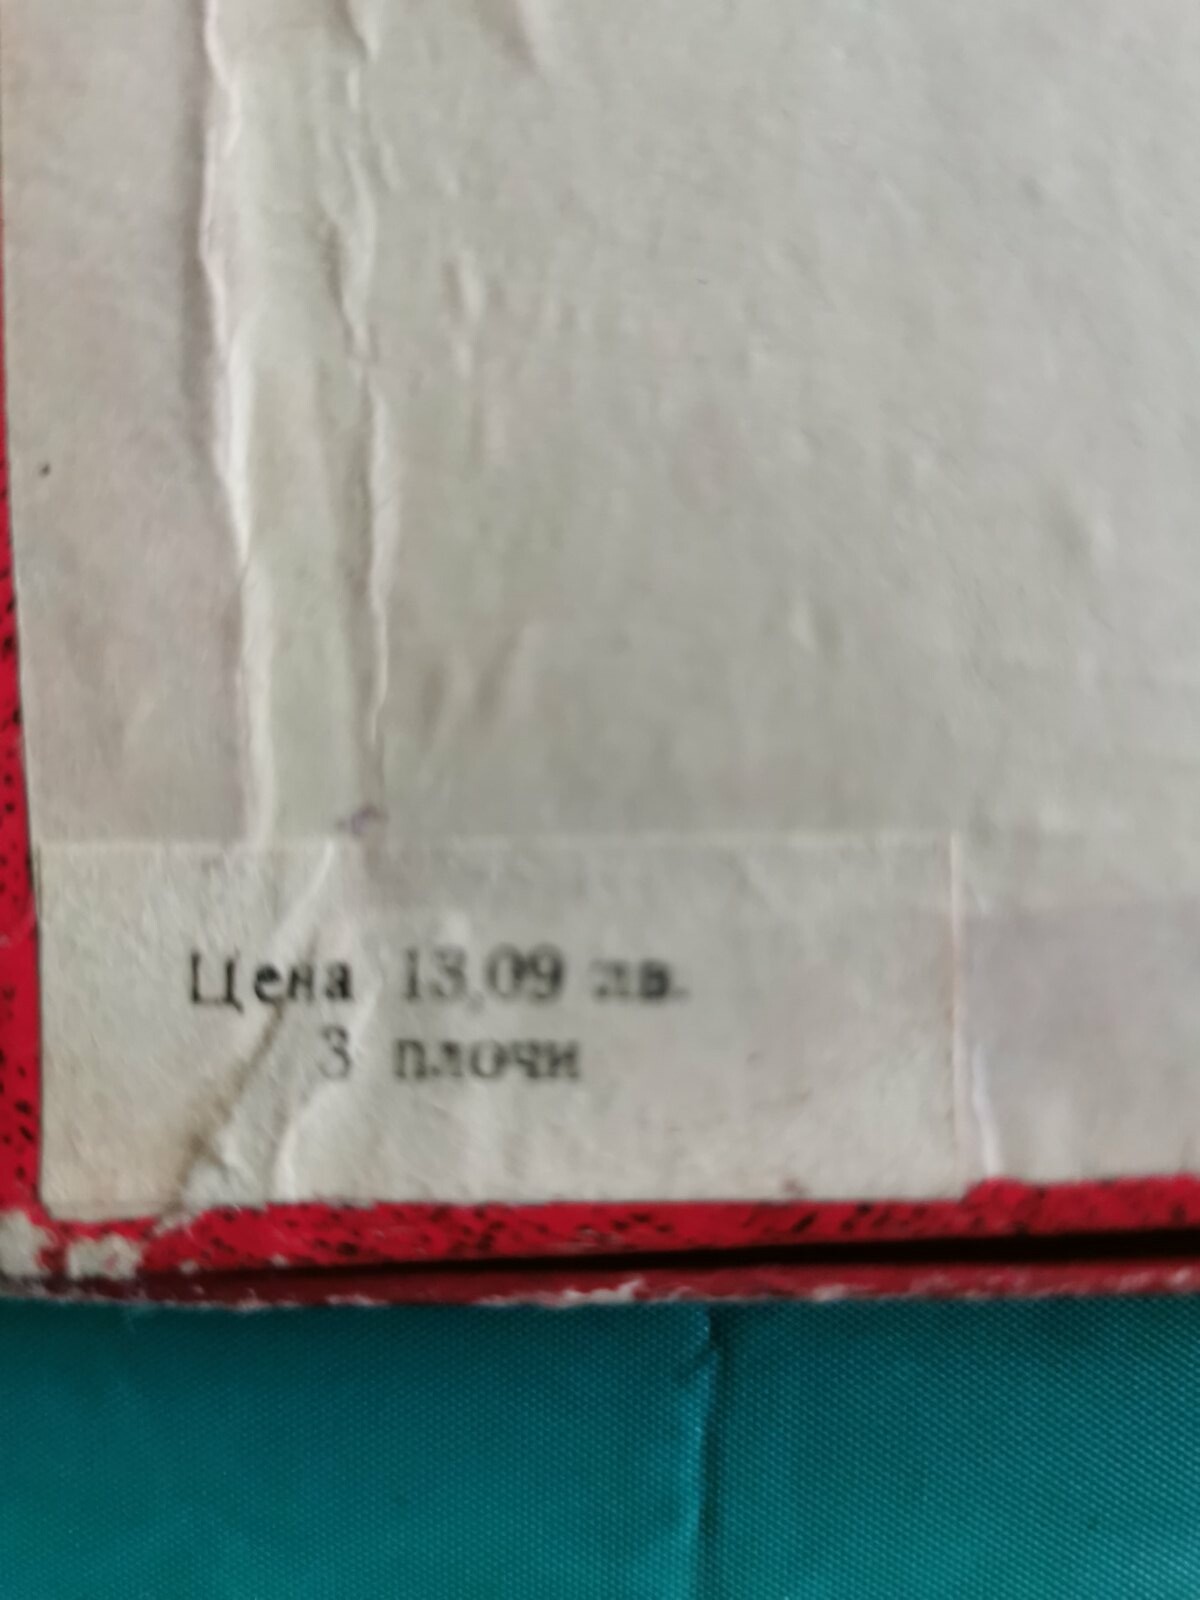 Цена 13,09 лв.
3 плочи